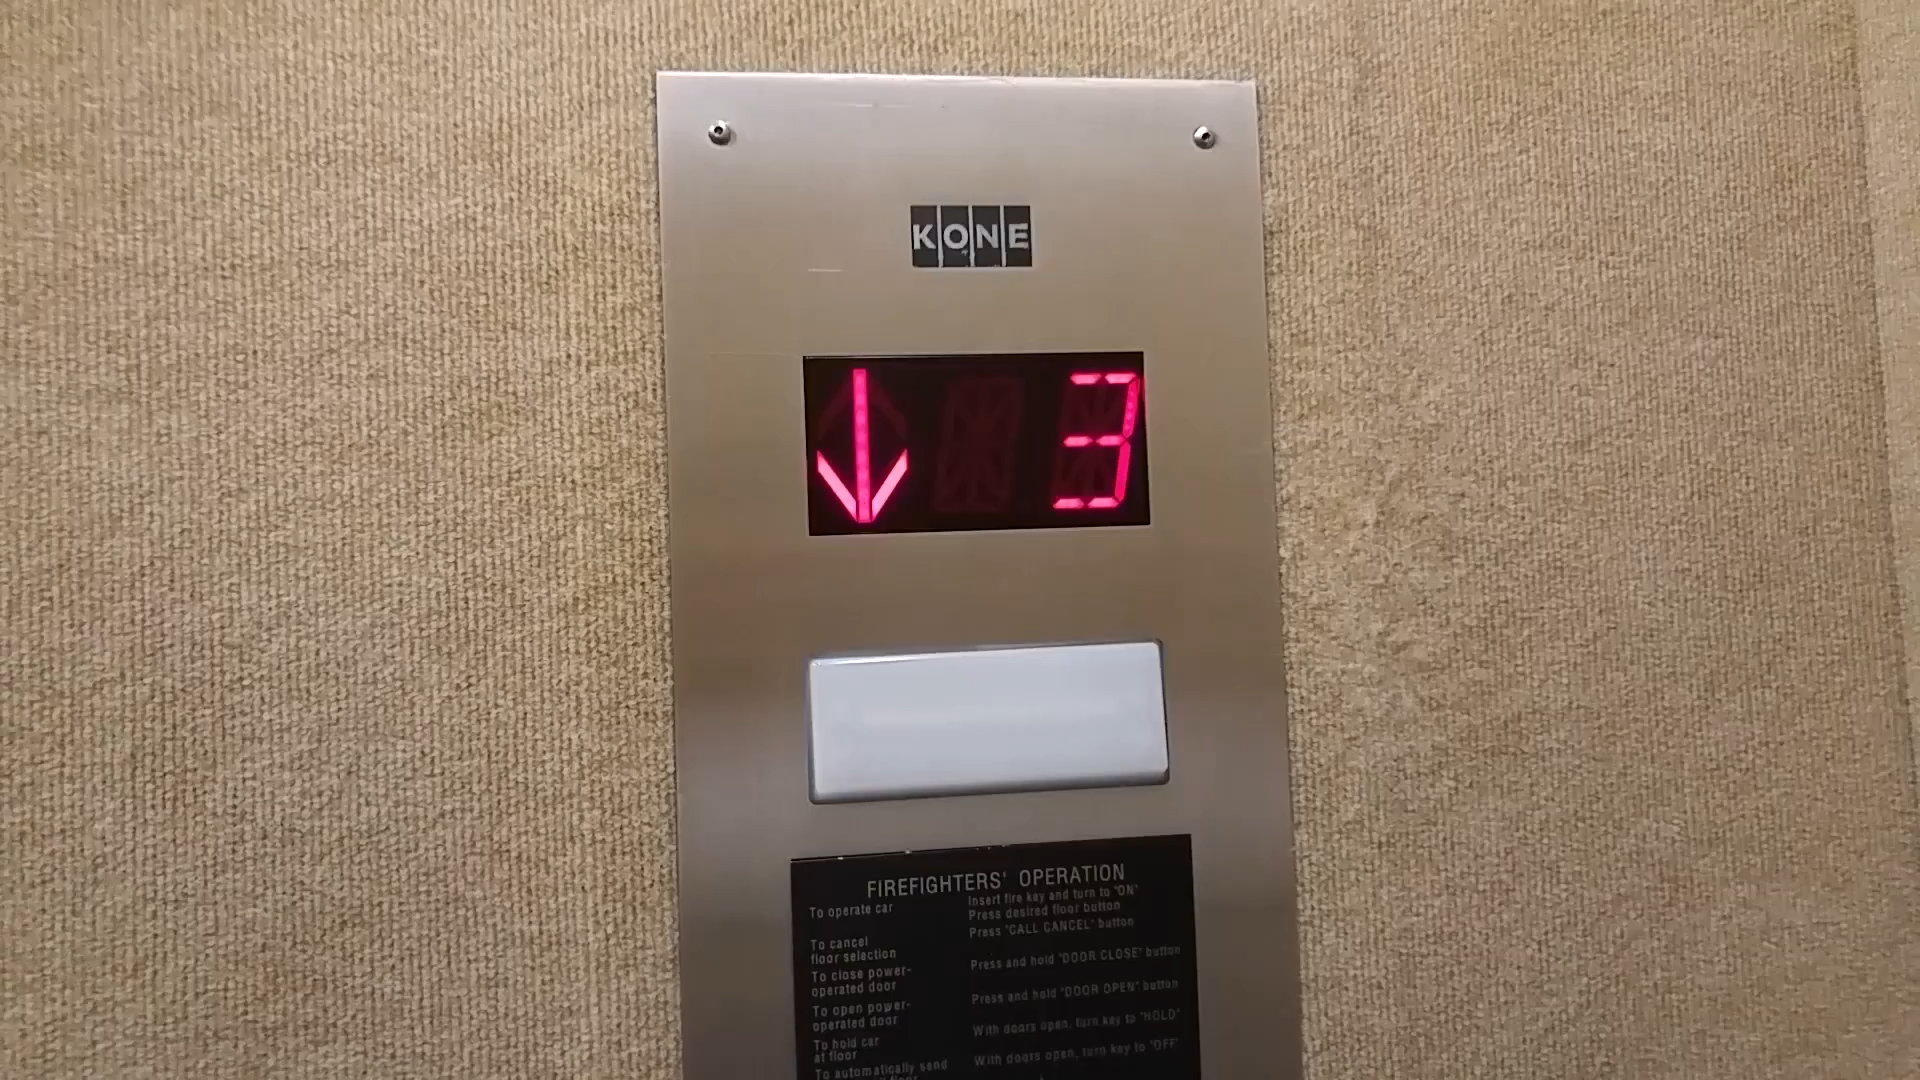 KONE
3
FIREFIGHTERS' OPERATION
To operate car
Insert fire key and turn to "ON"
Press desired floor button
To cancel
floor selection
Press "CALL CANCEL" button
To close power-
operated door
Press and hold "DOOR CLOSE" button
To open power-
operated door
Press and hold "DOOR OPEN" button
To hold car
at floor
With doors open, turn key to "HOLD"
To automatically send
With doors open, turn key to "OFF"